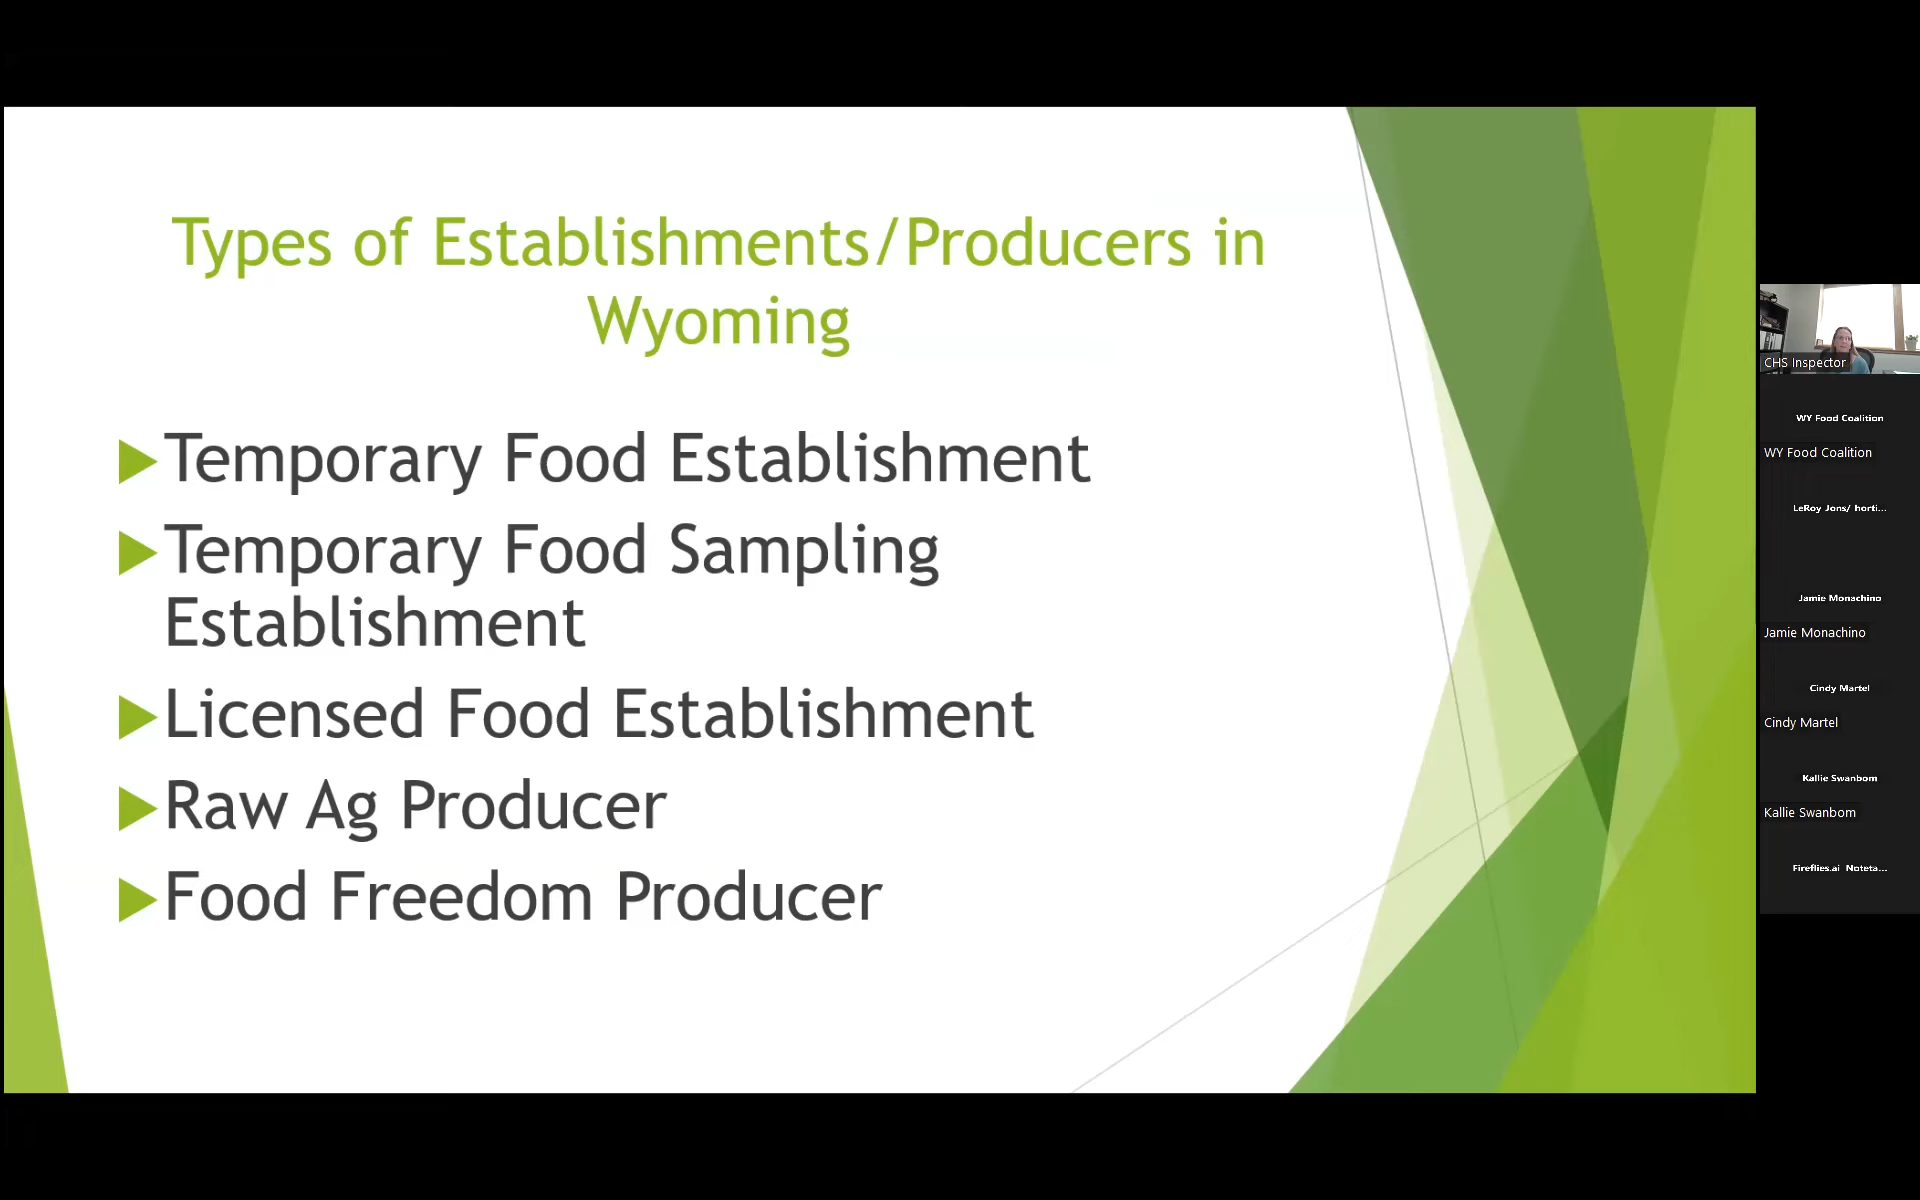 Types of Establishments/Producers in
Wyoming
Temporary Food Establishment
Temporary Food Sampling
Establishment
Licensed Food Establishment
Raw Ag Producer
Food Freedom Producer
CHS Inspector
WY Food Coalition
WY Food Coalition
LeRoy Jons/ horti...
Jamie Monachino
Jamie Monachino
Cindy Martel
Cindy Martel
Kallie Swanbom
Kallie Swanbom
Fireflies.ai Noteta...